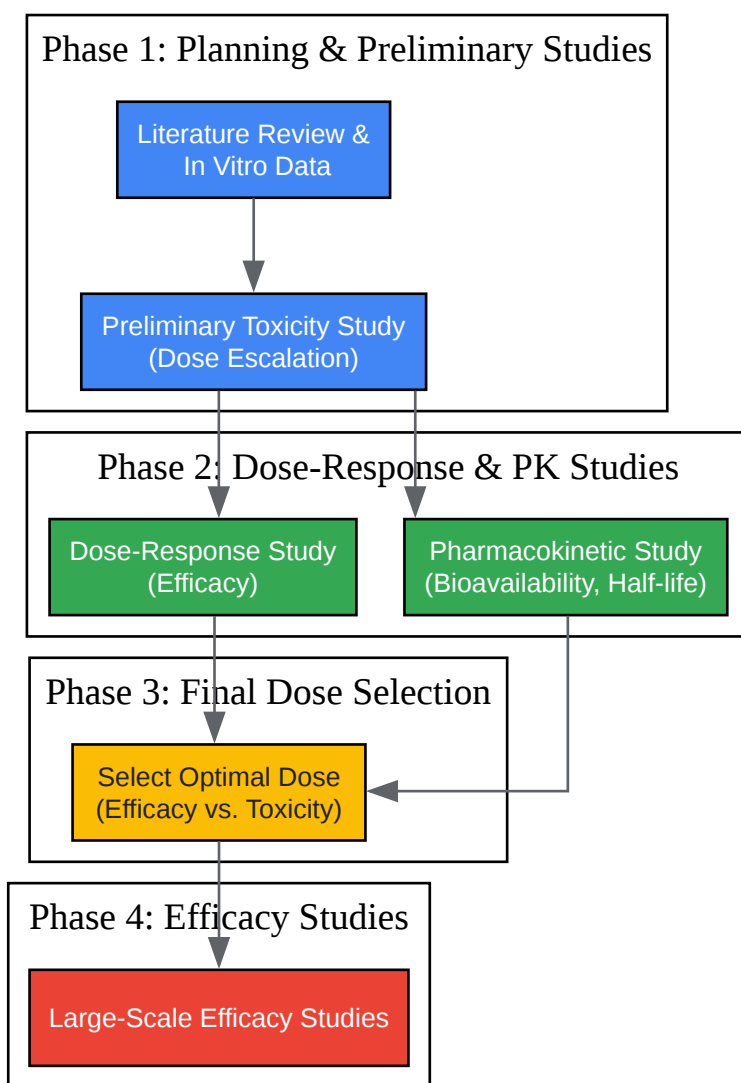 Phase 1: Planning & Preliminary Studies
Literature Review &
In Vitro Data
Preliminary Toxicity Study
(Dose Escalation)
Phase 2: Dose-Response & PK Studies
Dose-Response Study
(Efficacy)
Pharmacokinetic Study
(Bioavailability, Half-life)
Phase 3: Final Dose Selection
Select Optimal Dose
(Efficacy vs. Toxicity)
Phase 4: Efficacy Studies
Large-Scale Efficacy Studies